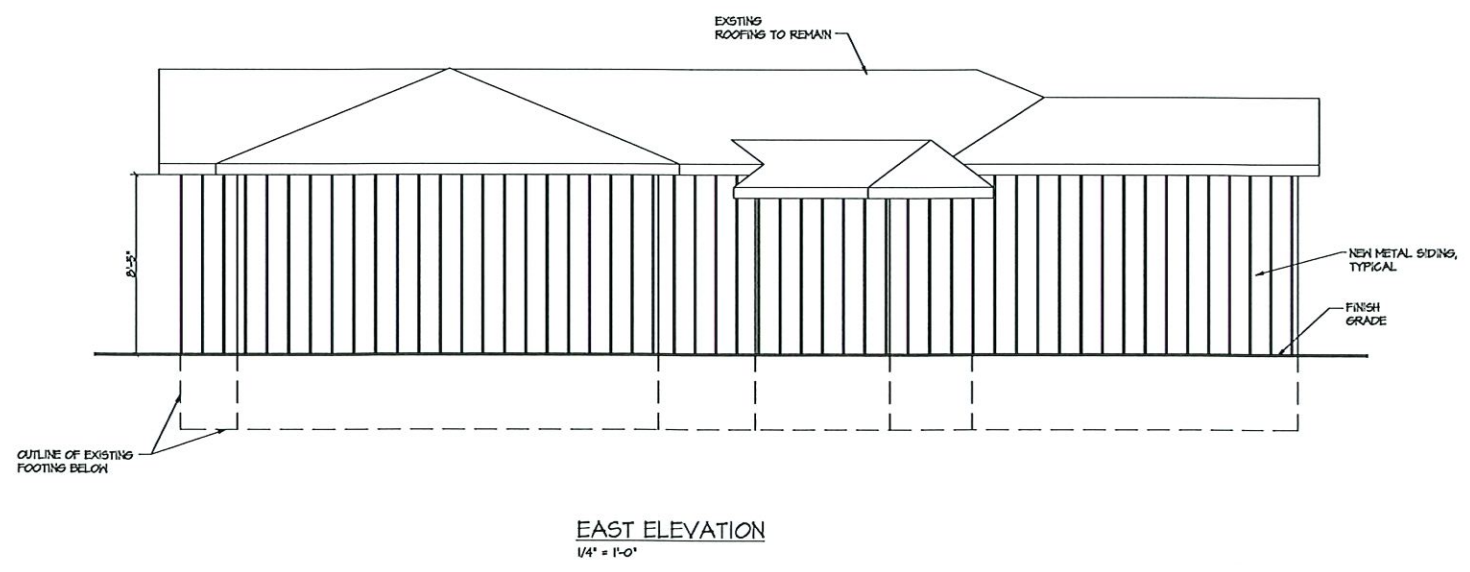 EXSTING
ROOFING TO REMAIN
8'-5"
NEW METAL SIDING,
TYPICAL
FINISH
GRADE
OUTLINE OF EXISTING
FOOTING BELOW
EAST ELEVATION
1/4" = 1'-0"